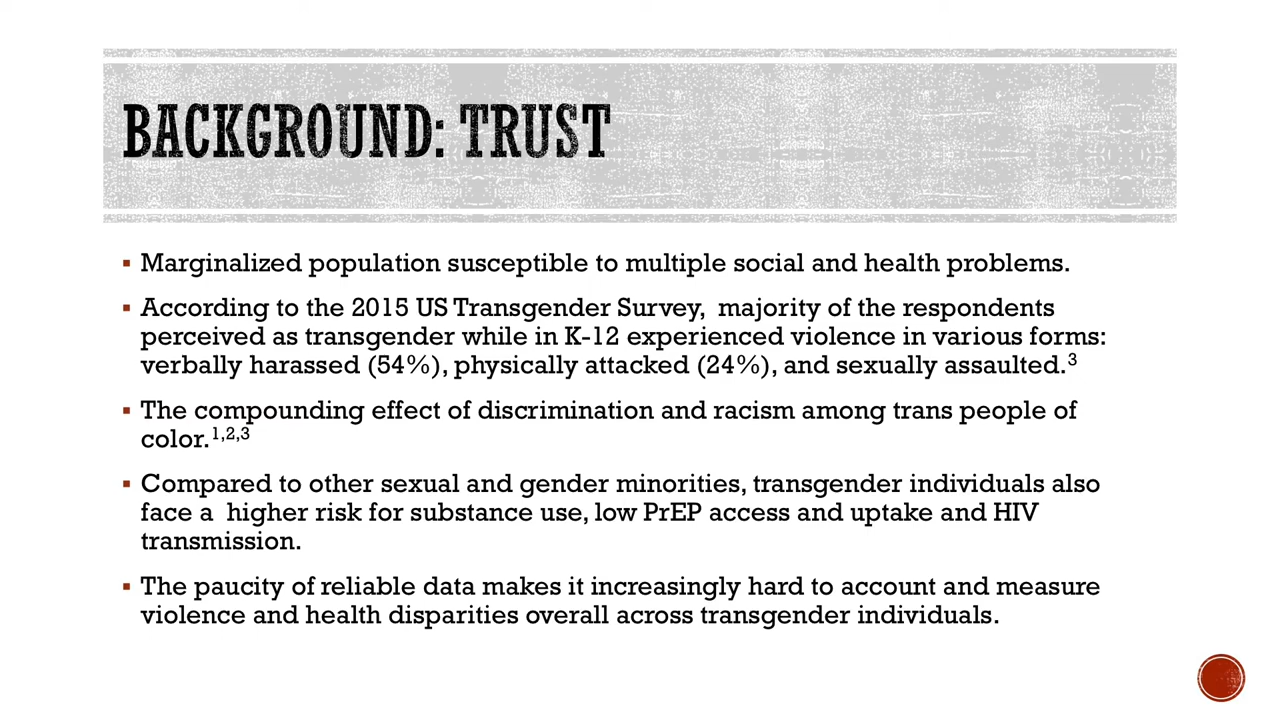 BACKGROUND: TRUST
▪ Marginalized population susceptible to multiple social and health problems.
▪ According to the 2015 US Transgender Survey,  majority of the respondents
perceived as transgender while in K-12 experienced violence in various forms:
verbally harassed (54%), physically attacked (24%), and sexually assaulted.3
▪ The compounding effect of discrimination and racism among trans people of
color.1,2,3
▪ Compared to other sexual and gender minorities, transgender individuals also
face a  higher risk for substance use, low PrEP access and uptake and HIV
transmission.
▪ The paucity of reliable data makes it increasingly hard to account and measure
violence and health disparities overall across transgender individuals.